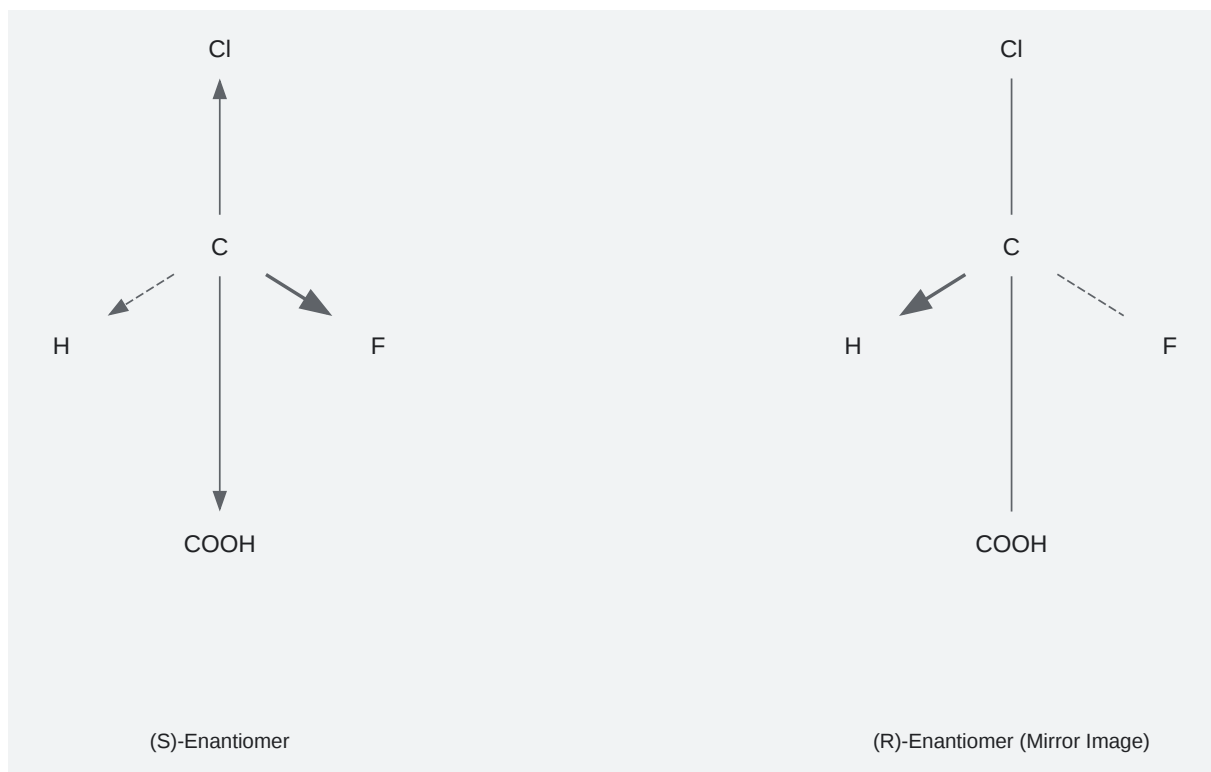 Cl
Cl
C
C
H
F
H
F
COOH
COOH
(S)-Enantiomer
(R)-Enantiomer (Mirror Image)